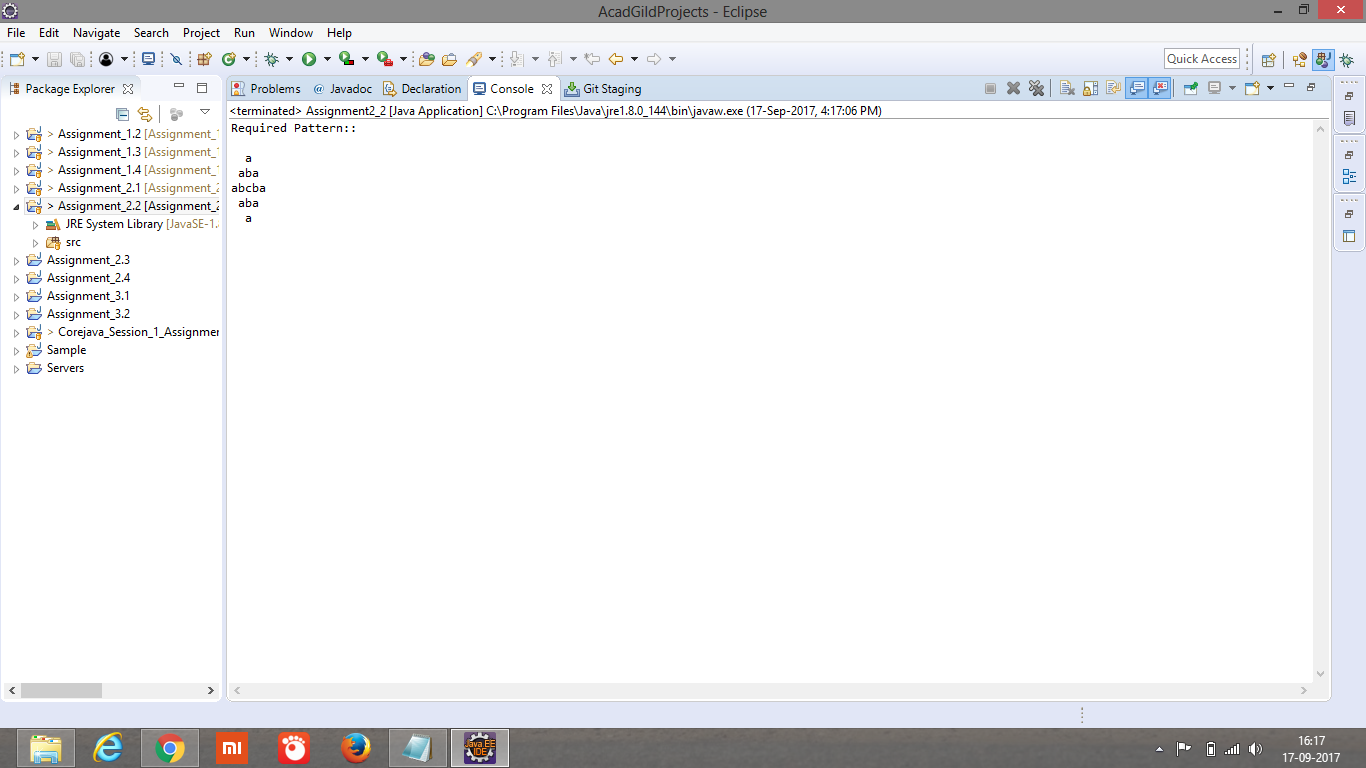 AcadGildProjects - Eclipse
File Edit Navigate Search Project Run Window Help
Quick Access
Package Explorer
Problems @ Javadoc Declaration Console Git Staging
<terminated> Assignment2_2 [Java Application] C:\Program Files\Java\jre1.8.0_144\bin\javaw.exe (17-Sep-2017, 4:17:06 PM)
> Assignment_1.2 [Assignment_1
> Assignment_1.3 [Assignment_1
> Assignment_1.4 [Assignment_1
> Assignment_2.1 [Assignment_2
> Assignment_2.2 [Assignment_2
JRE System Library [JavaSE-1.
src
Assignment_2.3
Assignment_2.4
Assignment_3.1
Assignment_3.2
> Corejava_Session_1_Assignmer
Sample
Servers
Required Pattern::
  a
 aba
abcba
 aba
  a
mi
Java EE
IDE
16:17
17-09-2017